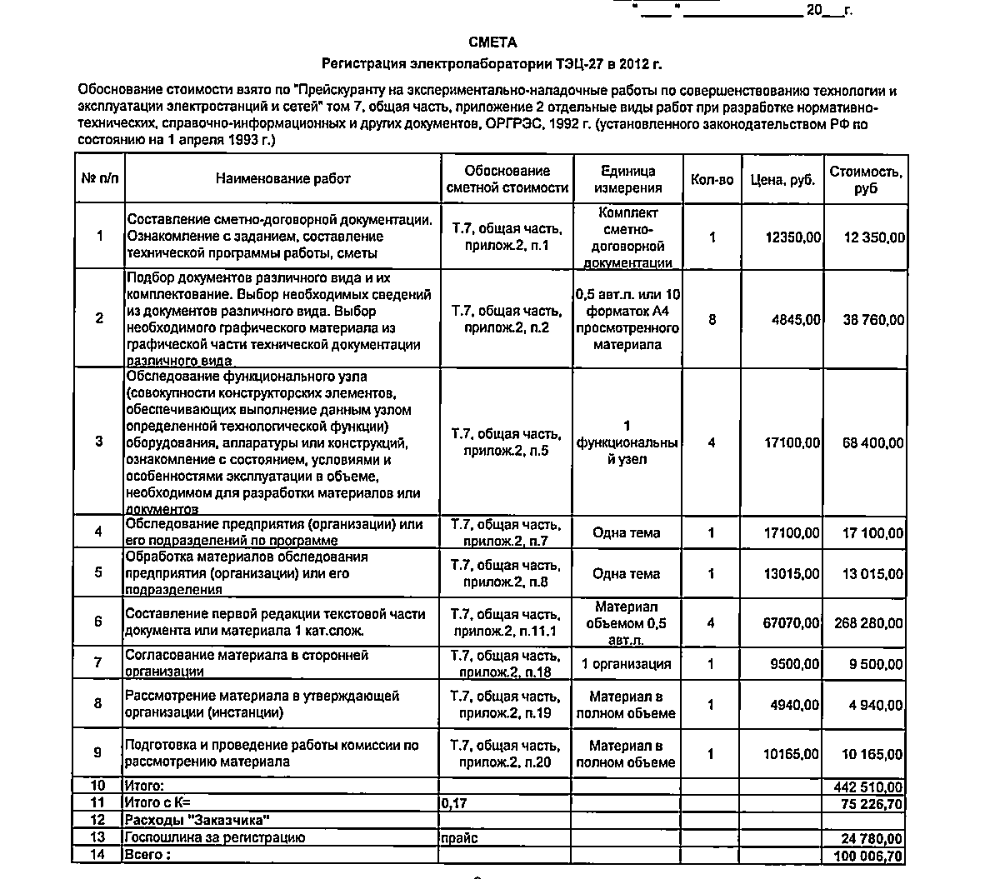 "___" ______________ 20___г.
СМЕТА
Регистрация электролаборатории ТЭЦ-27 в 2012 г.
Обоснование стоимости взято по "Прейскуранту на экспериментально-наладочные работы по совершенствованию технологии и
эксплуатации электростанций и сетей" том 7, общая часть, приложение 2 отдельные виды работ при разработке нормативно-
технических, справочно-информационных и других документов, ОРГРЭС, 1992 г. (установленного законодательством РФ по
состоянию на 1 апреля 1993 г.)
№ п/п
Наименование работ
Обоснование
сметной стоимости
Единица
измерения
Кол-во
Цена, руб.
Стоимость,
руб
1
Составление сметно-договорной документации.
Ознакомление с заданием, составление
технической программы работы, сметы
Т.7, общая часть,
прилож.2, п.1
Комплект
сметно-
договорной
документации
1
12350,00
12 350,00
2
Подбор документов различного вида и их
комплектование. Выбор необходимых сведений
из документов различного вида. Выбор
необходимого графического материала из
графической части технической документации
различного вида
Т.7, общая часть,
прилож.2, п.2
0,5 авт.л. или 10
форматок А4
просмотренного
материала
8
4845,00
38 760,00
3
Обследование функционального узла
(совокупности конструкторских элементов,
обеспечивающих выполнение данным узлом
определенной технологической функции)
оборудования, аппаратуры или конструкций,
ознакомление с состоянием, условиями и
особенностями эксплуатации в объеме,
необходимом для разработки материалов или
документов
Т.7, общая часть,
прилож.2, п.5
1
функциональны
й узел
4
17100,00
68 400,00
4
Обследование предприятия (организации) или
его подразделений по программе
Т.7, общая часть,
прилож.2, п.7
Одна тема
1
17100,00
17 100,00
5
Обработка материалов обследования
предприятия (организации) или его
подразделения
Т.7, общая часть,
прилож.2, п.8
Одна тема
1
13015,00
13 015,00
6
Составление первой редакции текстовой части
документа или материала 1 кат.слож.
Т.7, общая часть,
прилож.2, п.11.1
Материал
объемом 0,5
авт.л.
4
67070,00
268 280,00
7
Согласование материала в сторонней
организации
Т.7, общая часть,
прилож.2, п.18
1 организация
1
9500,00
9 500,00
8
Рассмотрение материала в утверждающей
организации (инстанции)
Т.7, общая часть,
прилож.2, п.19
Материал в
полном объеме
1
4940,00
4 940,00
9
Подготовка и проведение работы комиссии по
рассмотрению материала
Т.7, общая часть,
прилож.2, п.20
Материал в
полном объеме
1
10165,00
10 165,00
10
Итого:
442 510,00
11
Итого с К=
0,17
75 226,70
12
Расходы "Заказчика"
13
Госпошлина за регистрацию
прайс
24 780,00
14
Всего :
100 006,70